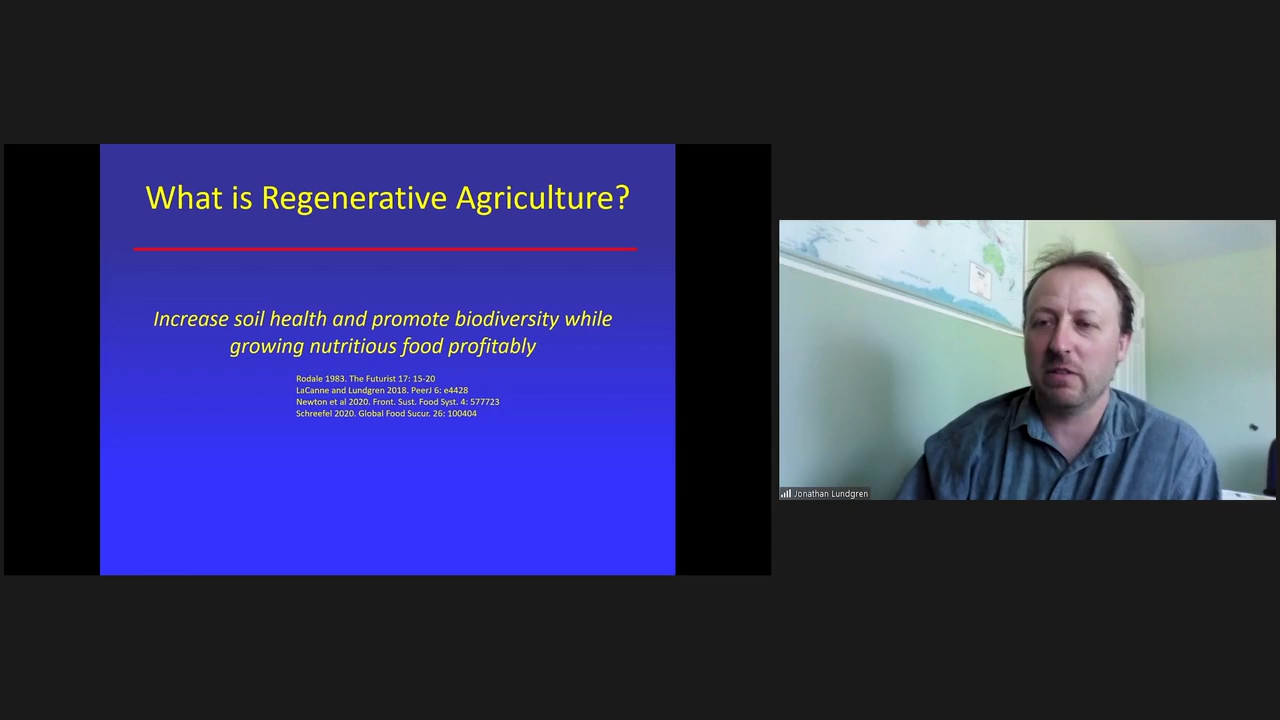 What is Regenerative Agriculture?
Increase soil health and promote biodiversity while
growing nutritious food profitably
Rodale 1983. The Futurist 17: 15-20
LaCanne and Lundgren 2018. PeerJ 6: e4428
Newton et al 2020. Front. Sust. Food Syst. 4: 577723
Schreefel 2020. Global Food Sucur. 26: 100404
Jonathan Lundgren